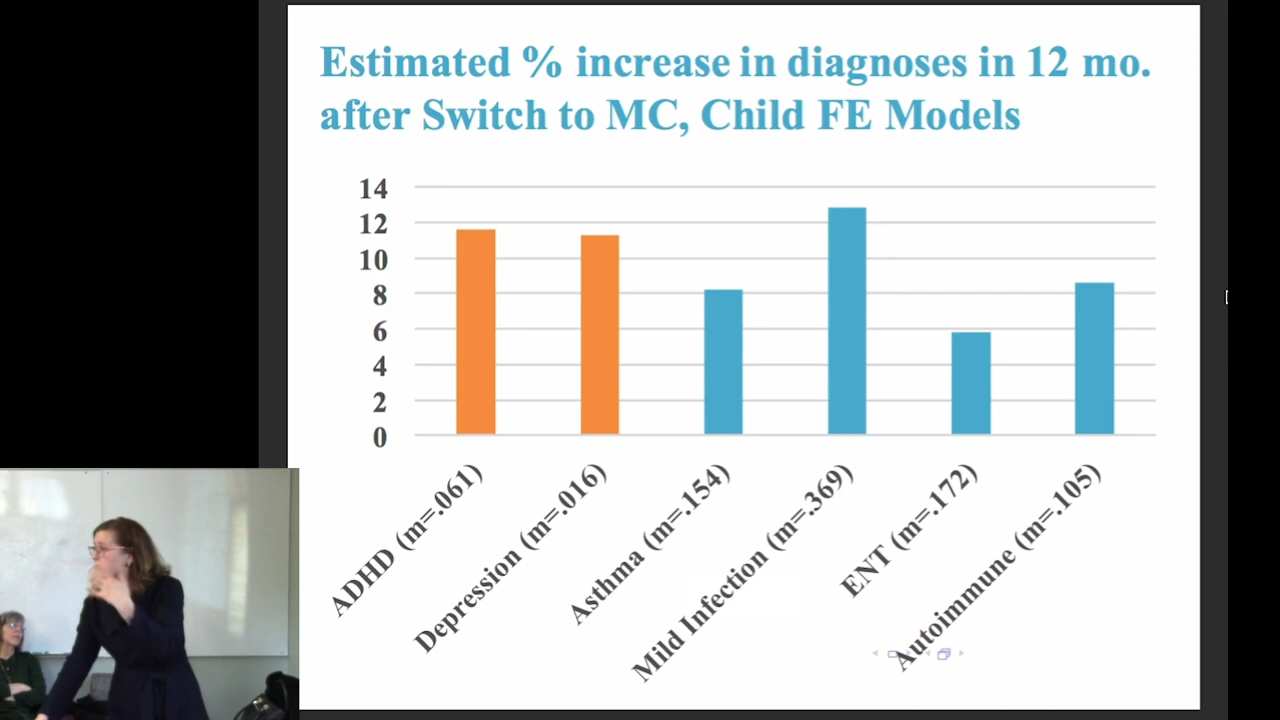 Estimated % increase in diagnoses in 12 mo.
after Switch to MC, Child FE Models
14
12
10
8
6
4
2
0
ADHD (m=.061)
Depression (m=.016)
Asthma (m=.154)
Mild Infection (m=.369)
ENT (m=.172)
Autoimmune (m=.105)